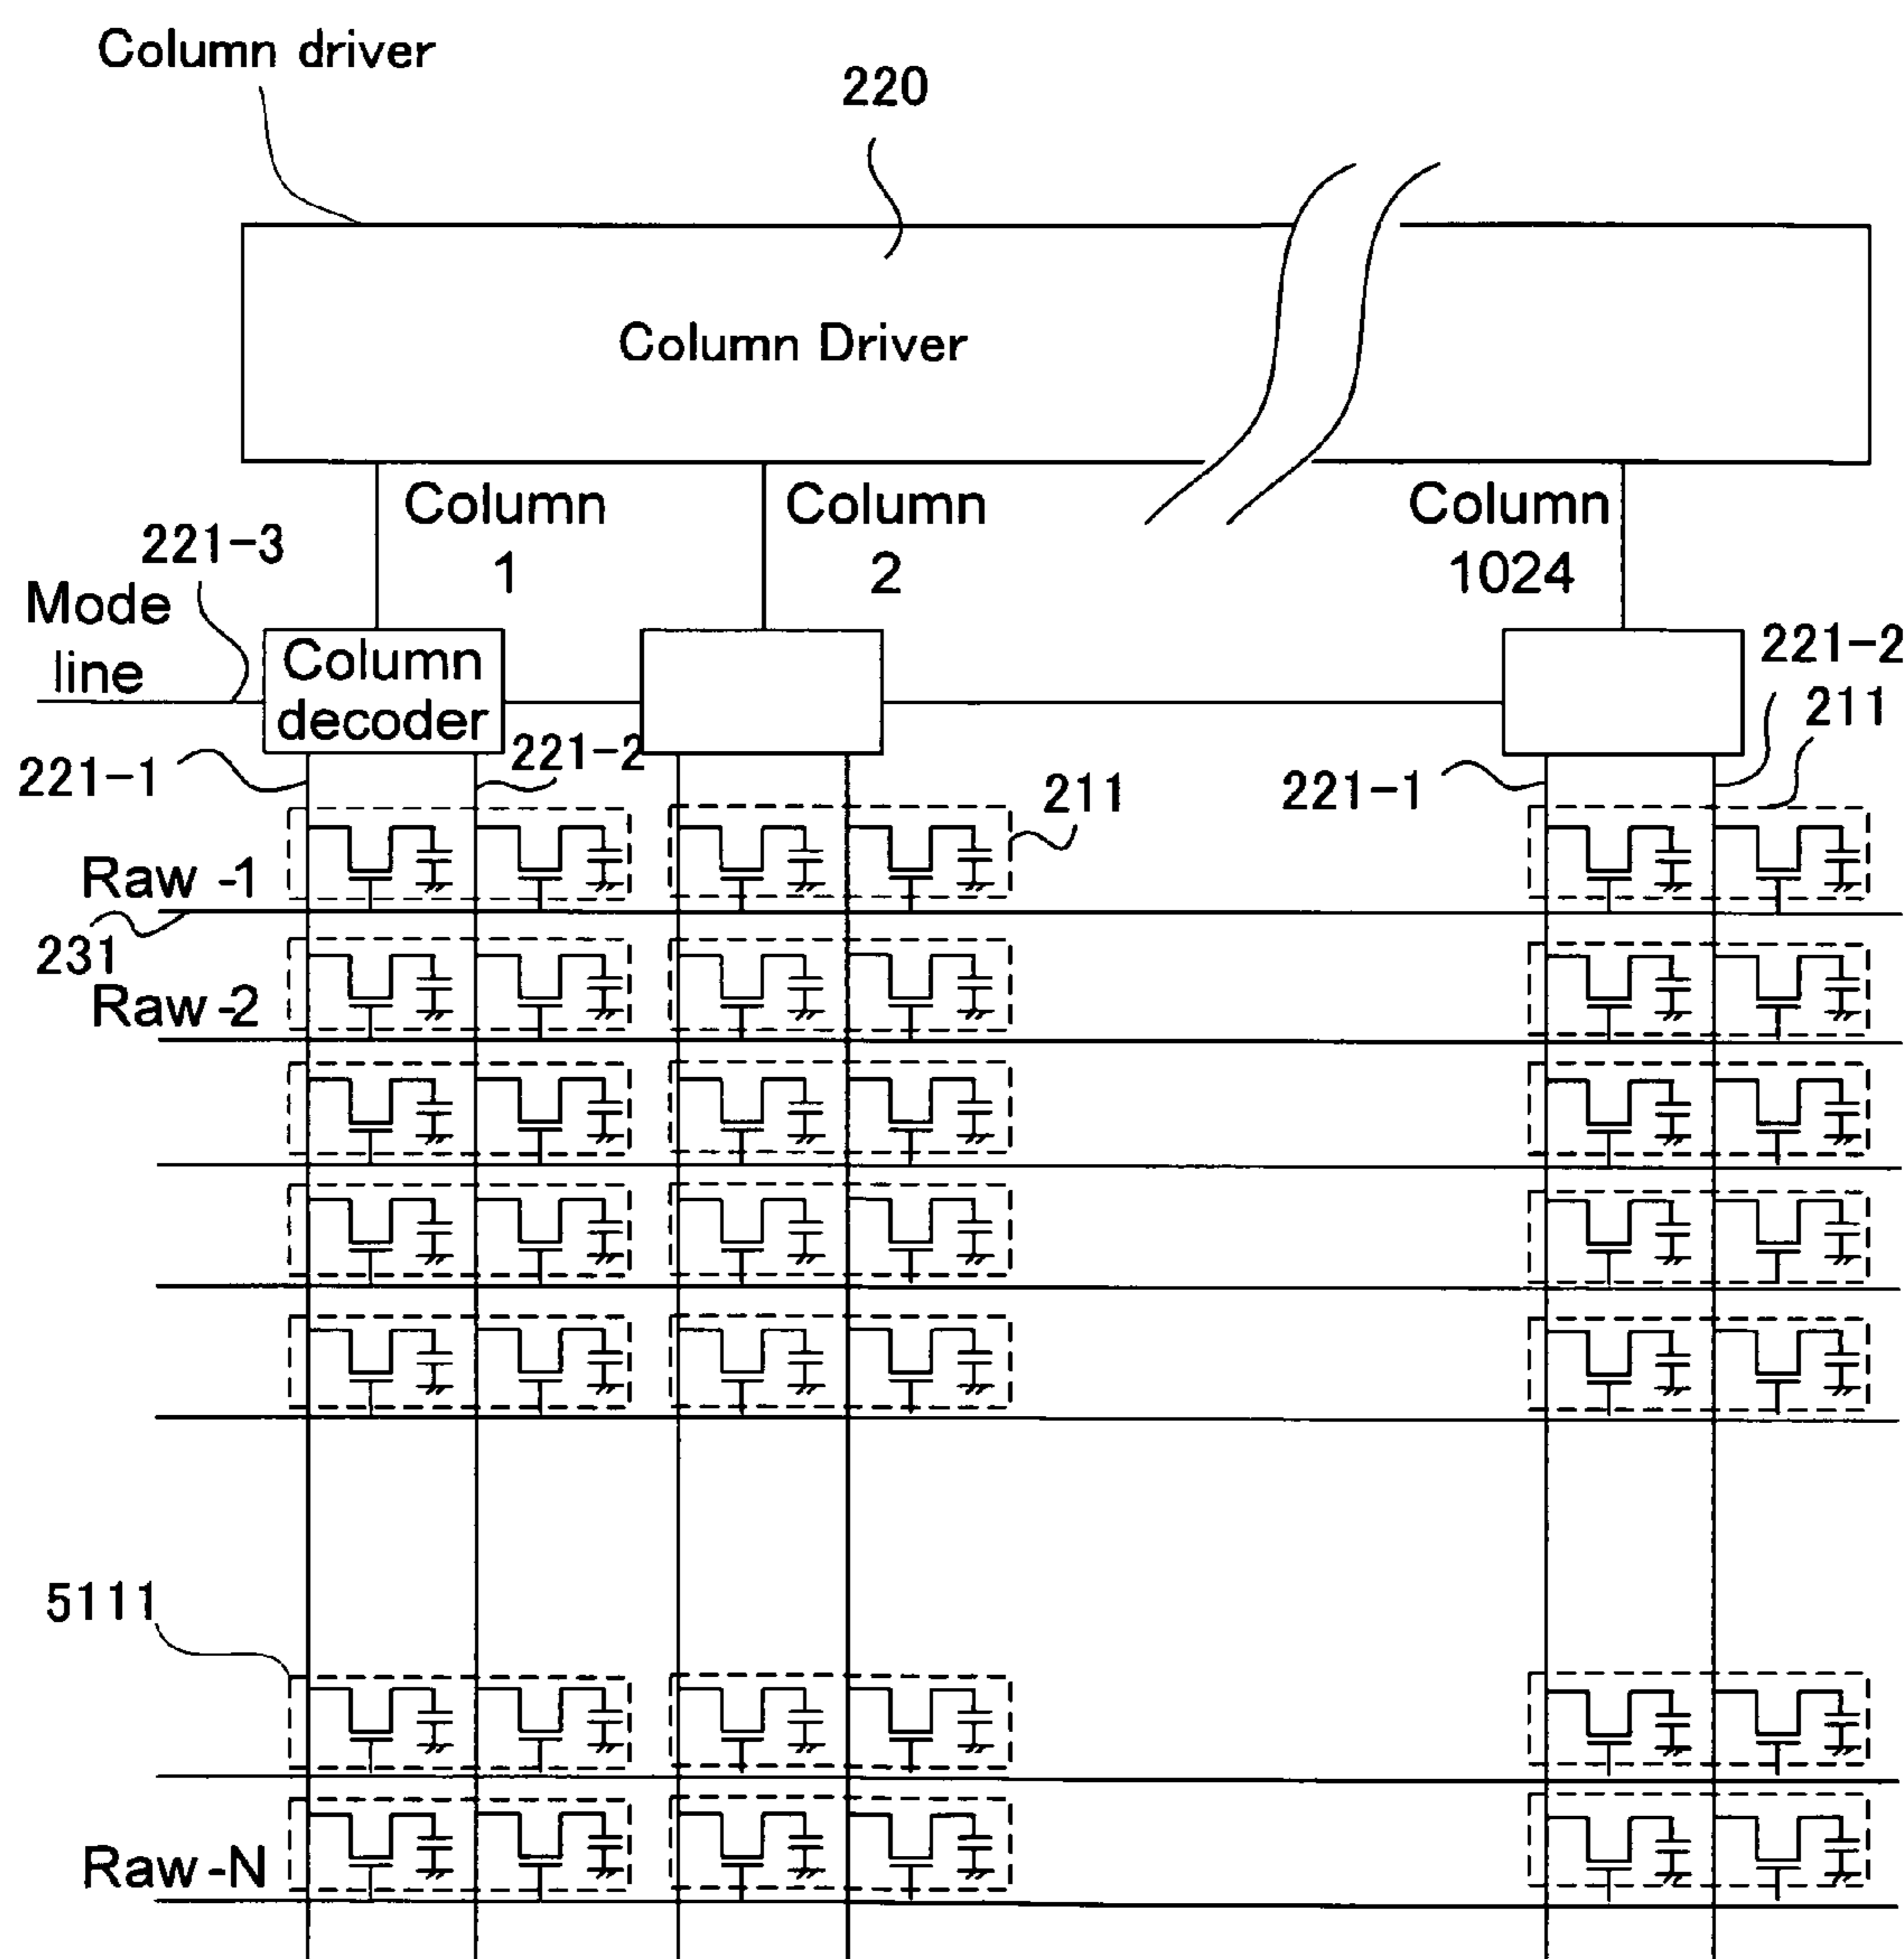 Column driver
220
Column Driver
Column
1
Column
2
Column
1024
221-3
Mode
line
Column
decoder
221-2
211
221-1
221-2
211
221-1
Raw -1
231
Raw -2
5111
Raw -N